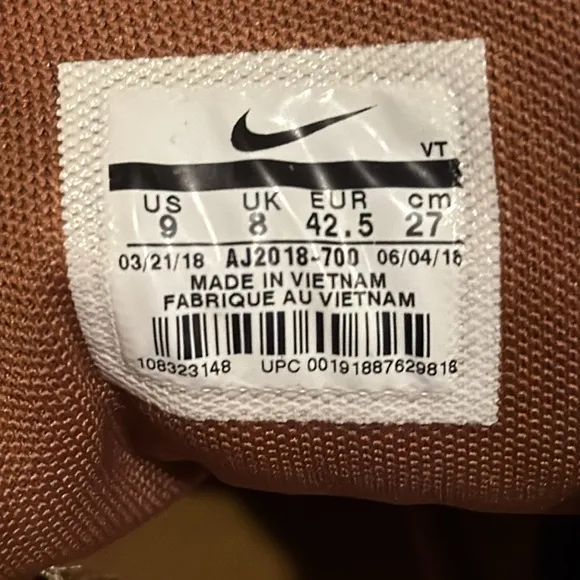 VT
US UK EUR cm
9 8 42.5 27
03/21/18 AJ2018-700 06/04/18
MADE IN VIETNAM
FABRIQUE AU VIETNAM
108323148 UPC 00191887629818